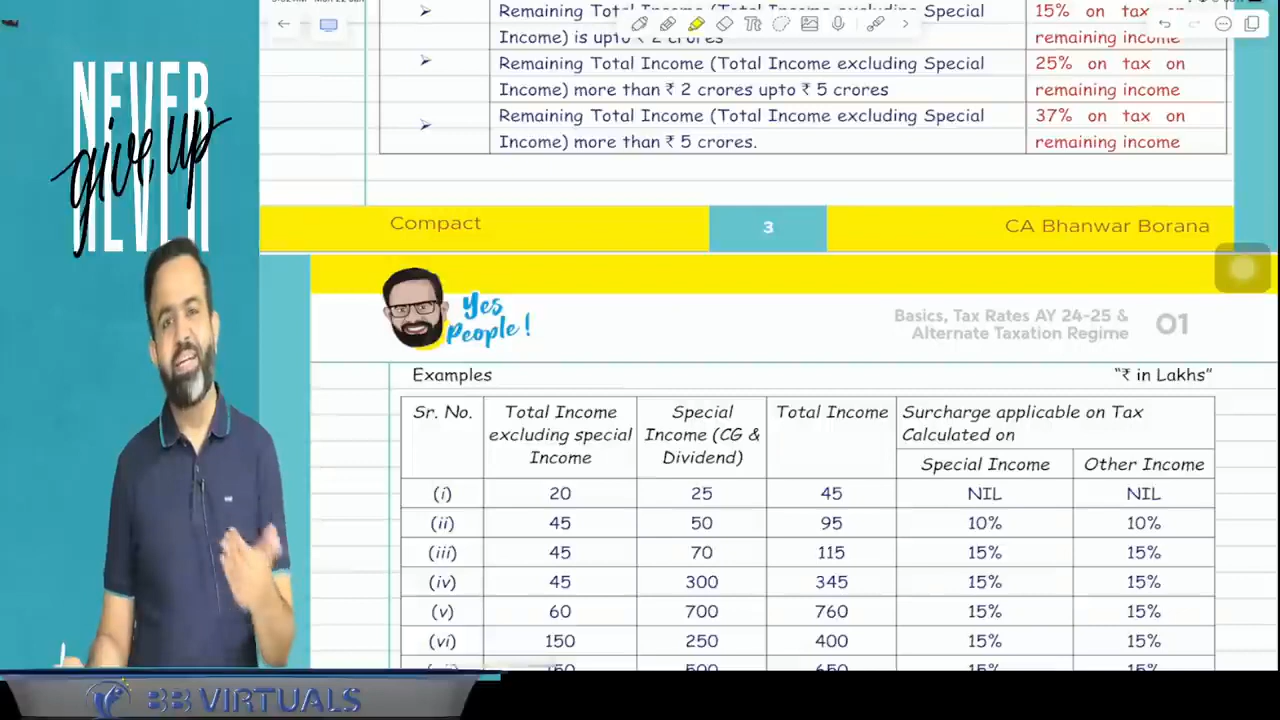 NEVER
give up
NEVER
Remaining Total Income (Total Income excluding Special
Income) is upto ₹ 2 crores
15% on tax on
remaining income
Remaining Total Income (Total Income excluding Special
Income) more than ₹ 2 crores upto ₹ 5 crores
25% on tax on
remaining income
Remaining Total Income (Total Income excluding Special
Income) more than ₹ 5 crores.
37% on tax on
remaining income
Compact
3
CA Bhanwar Borana
Yes
People!
Basics, Tax Rates AY 24-25 &
Alternate Taxation Regime
01
Examples
"₹ in Lakhs"
Sr. No.
Total Income
excluding special
Income
Special
Income (CG &
Dividend)
Total Income
Surcharge applicable on Tax
Calculated on
Special Income
Other Income
(i) 20 25 45 NIL NIL
(ii) 45 50 95 10% 10%
(iii) 45 70 115 15% 15%
(iv) 45 300 345 15% 15%
(v) 60 700 760 15% 15%
(vi) 150 250 400 15% 15%
500 650 15% 15%
BB VIRTUALS